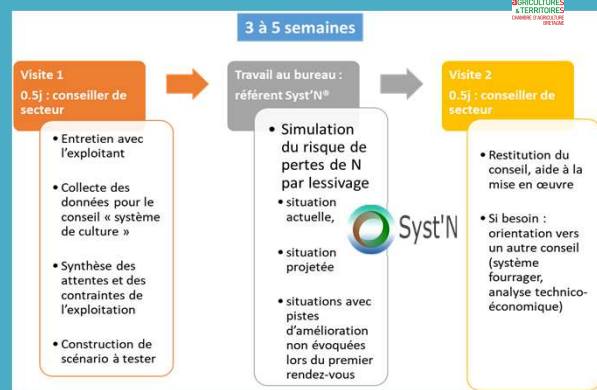 AGRICULTURES
& TERRITOIRES
CHAMBRE D'AGRICULTURE
BRETAGNE
3 à 5 semaines
Visite 1
0.5j : conseiller de
secteur
• Entretien avec
l'exploitant
• Collecte des
données pour le
conseil « système
de culture »
• Synthèse des
attentes et des
contraintes de
l'exploitation
• Construction de
scénario à tester
Travail au bureau :
référent Syst'N®
• Simulation
du risque de
pertes de N
par lessivage
• situation
actuelle,
• situation
projetée
• situations avec
pistes
d'amélioration
non évoquées
lors du premier
rendez-vous
Syst'N
Visite 2
0.5j : conseiller de
secteur
• Restitution du
conseil, aide à la
mise en œuvre
• Si besoin :
orientation vers
un autre conseil
(système
fourrager,
analyse technico-
économique)